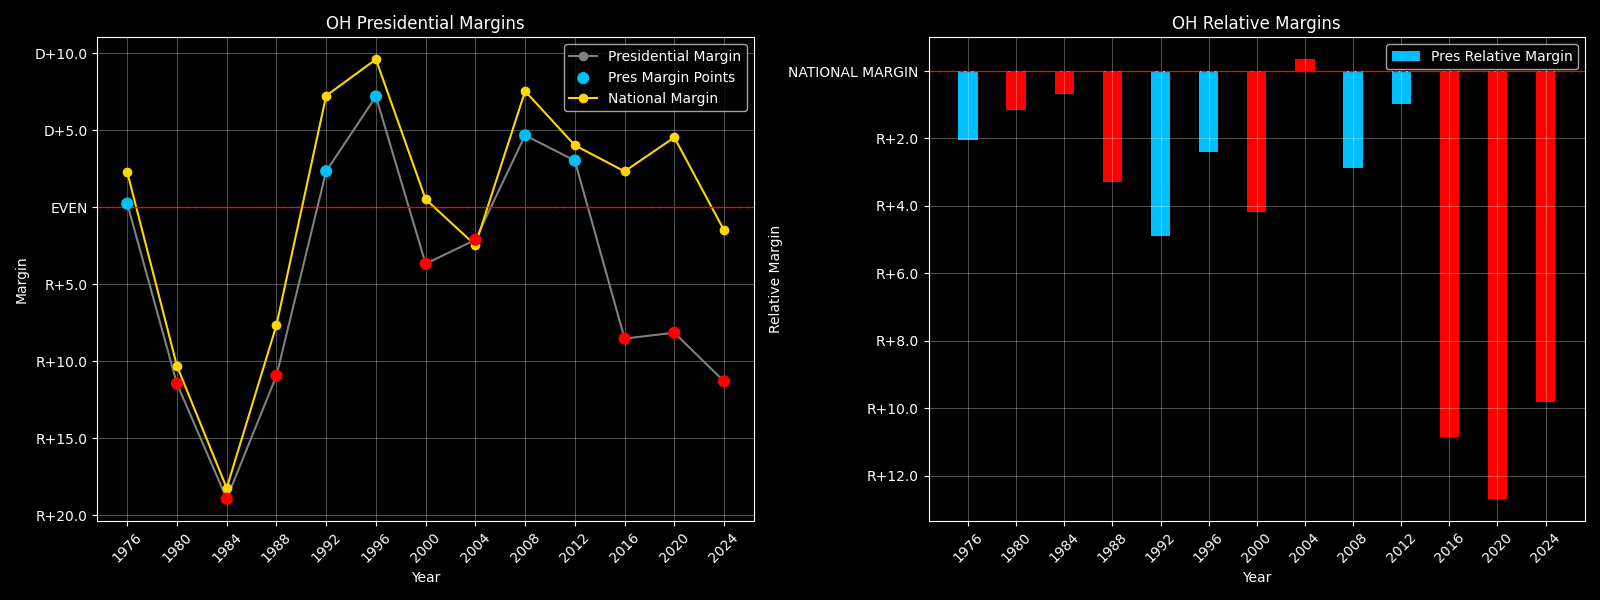 OH Presidential Margins
D+10.0
D+5.0
EVEN
R+5.0
R+10.0
R+15.0
R+20.0
Margin
Presidential Margin
Pres Margin Points
National Margin
1976
1980
1984
1988
1992
1996
2000
2004
2008
2012
2016
2020
2024
Year
OH Relative Margins
NATIONAL MARGIN
R+2.0
R+4.0
R+6.0
R+8.0
R+10.0
R+12.0
Relative Margin
Pres Relative Margin
1976
1980
1984
1988
1992
1996
2000
2004
2008
2012
2016
2020
2024
Year